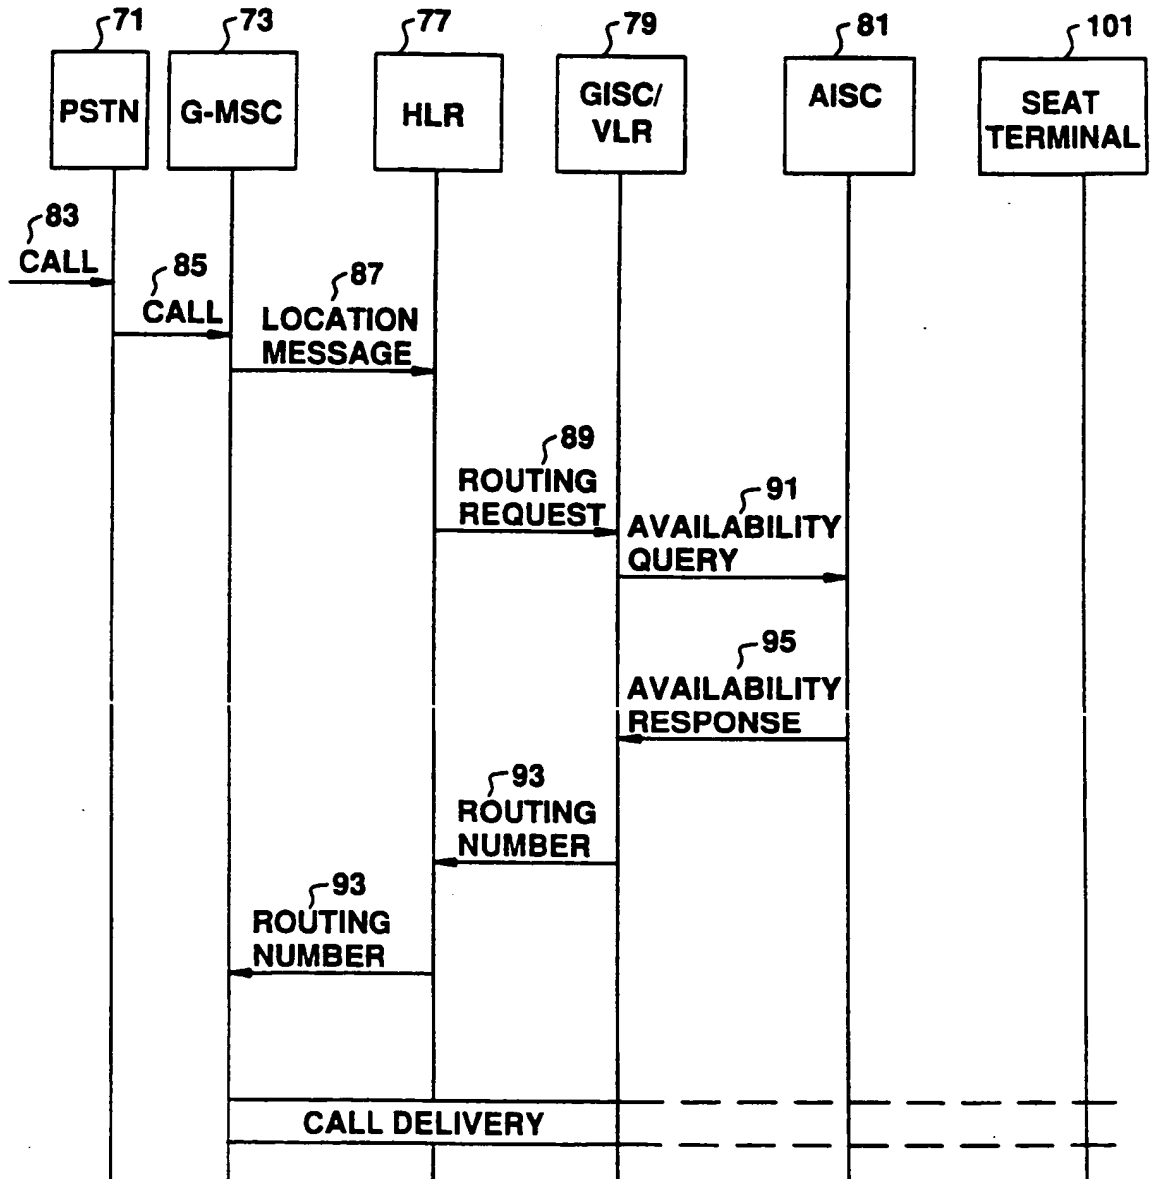 71
73
77
79
81
101
PSTN
G-MSC
HLR
GISC/
VLR
AISC
SEAT
TERMINAL
83
CALL
85
CALL
87
LOCATION
MESSAGE
89
ROUTING
REQUEST
91
AVAILABILITY
QUERY
95
AVAILABILITY
RESPONSE
93
ROUTING
NUMBER
93
ROUTING
NUMBER
CALL DELIVERY